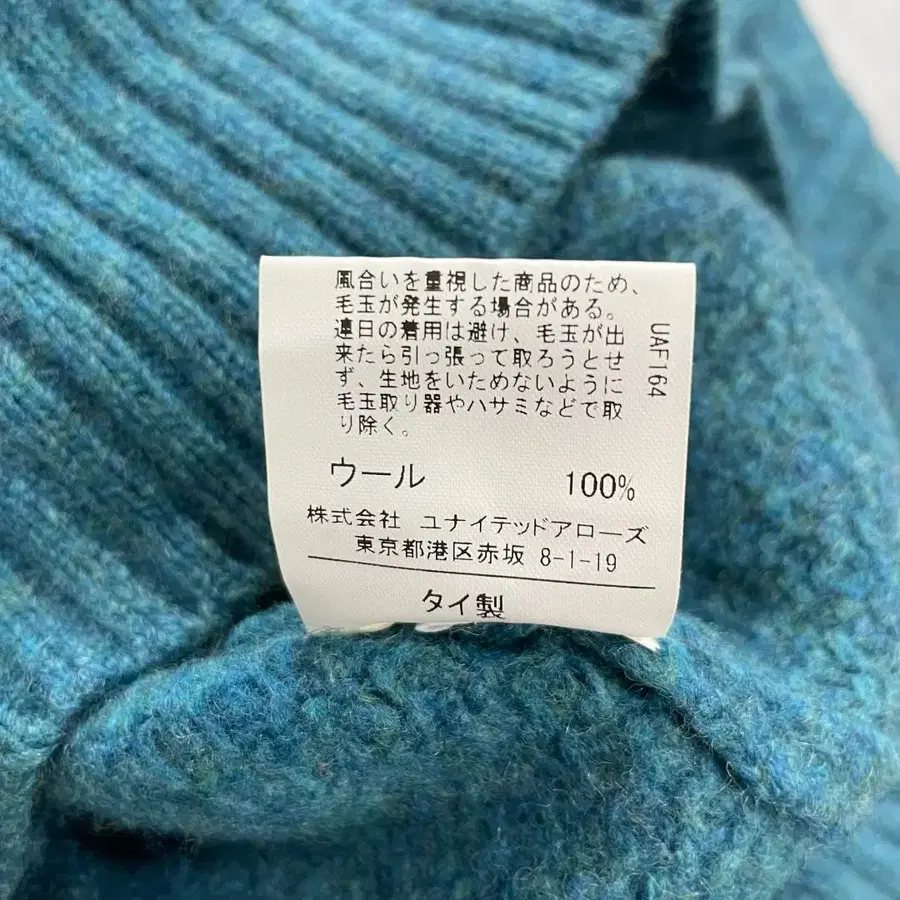 風合いを重視した商品のため、
毛玉が発生する場合がある。
連日の着用は避け、毛玉が出
来たら引っ張って取ろうとせ
ず、生地をいためないように
毛玉取り器やハサミなどで取
り除く。
UAF164
ウール 100%
株式会社 ユナイテッドアローズ
東京都港区赤坂 8-1-19
タイ製